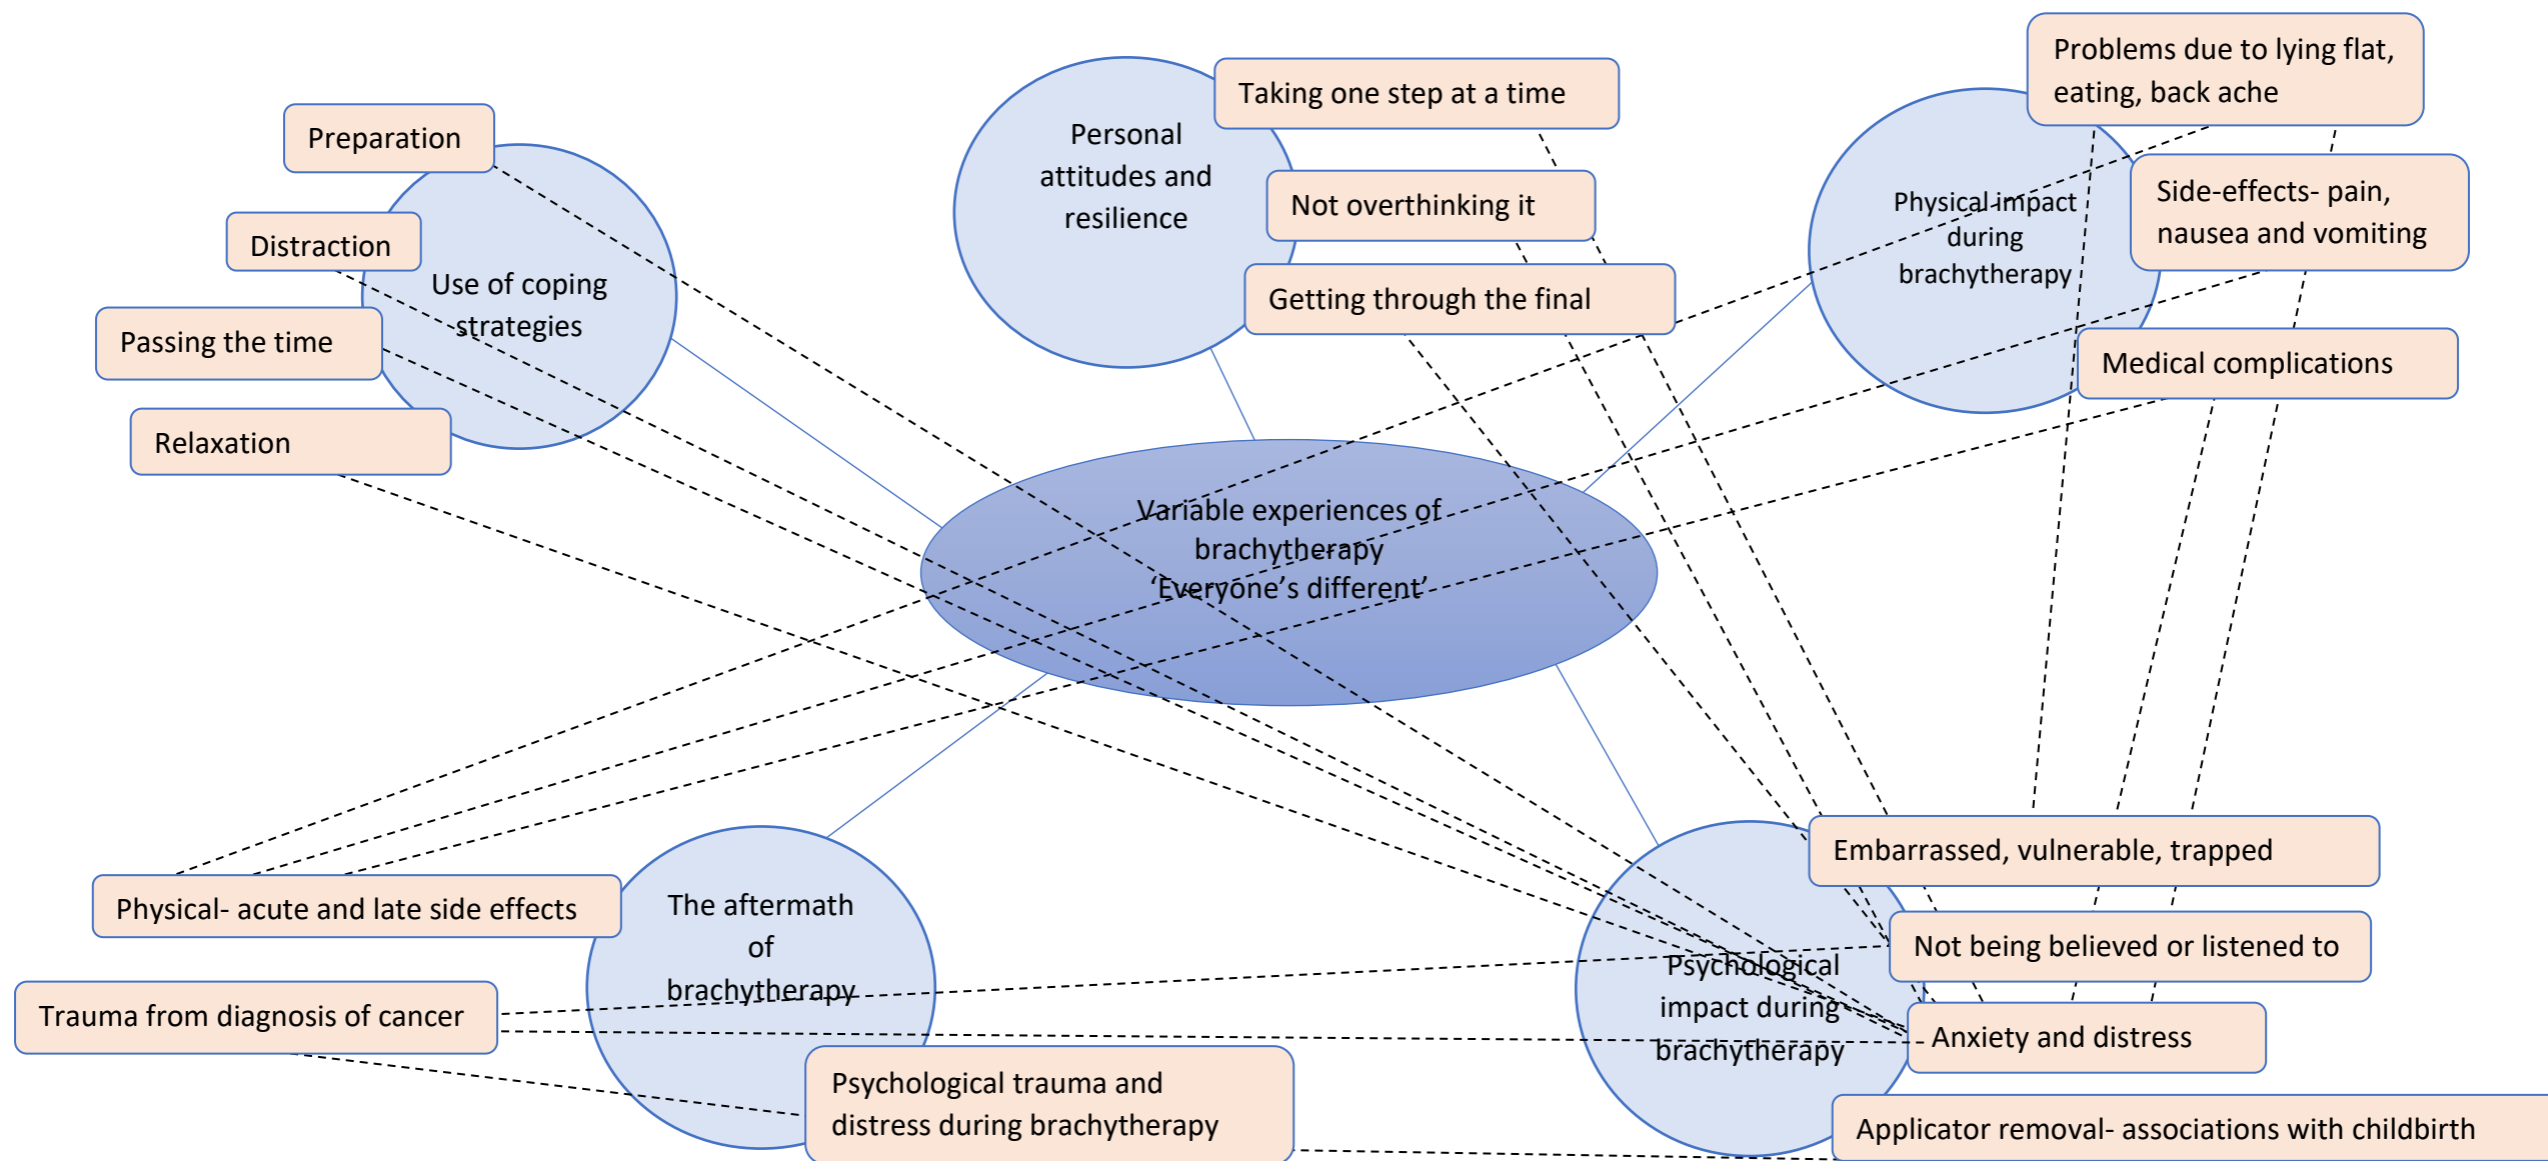 Preparation
Distraction
Passing the time
Relaxation
Use of coping
strategies
Personal
attitudes and
resilience
Taking one step at a time
Not overthinking it
Getting through the final
Physical impact
during
brachytherapy
Problems due to lying flat,
eating, back ache
Side-effects- pain,
nausea and vomiting
Medical complications
Variable experiences of
brachytherapy
‘Everyone’s different’
Physical- acute and late side effects
Trauma from diagnosis of cancer
The aftermath
of
brachytherapy
Psychological trauma and
distress during brachytherapy
Psychological
impact during
brachytherapy
Embarrassed, vulnerable, trapped
Not being believed or listened to
Anxiety and distress
Applicator removal- associations with childbirth